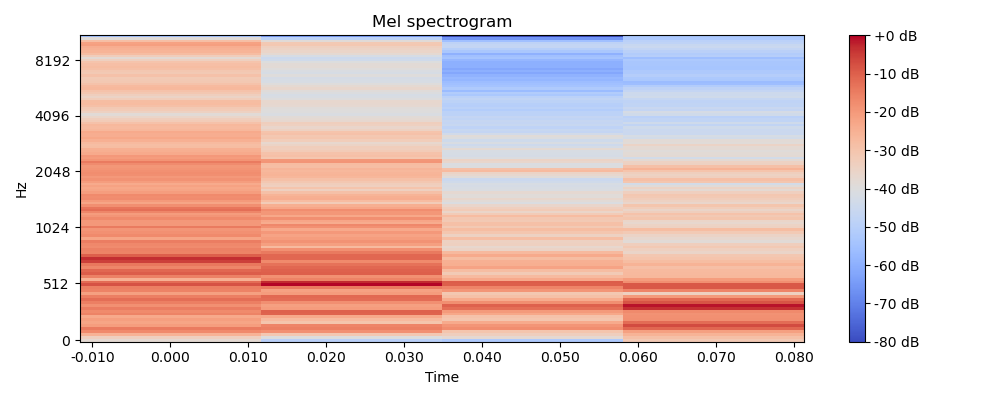 Mel spectrogram
+0 dB
8192
-10 dB
-20 dB
4096
-30 dB
Hz
2048
-40 dB
1024
-50 dB
-60 dB
512
-70 dB
0
-80 dB
-0.010 0.000 0.010 0.020 0.030 0.040 0.050 0.060 0.070 0.080
Time